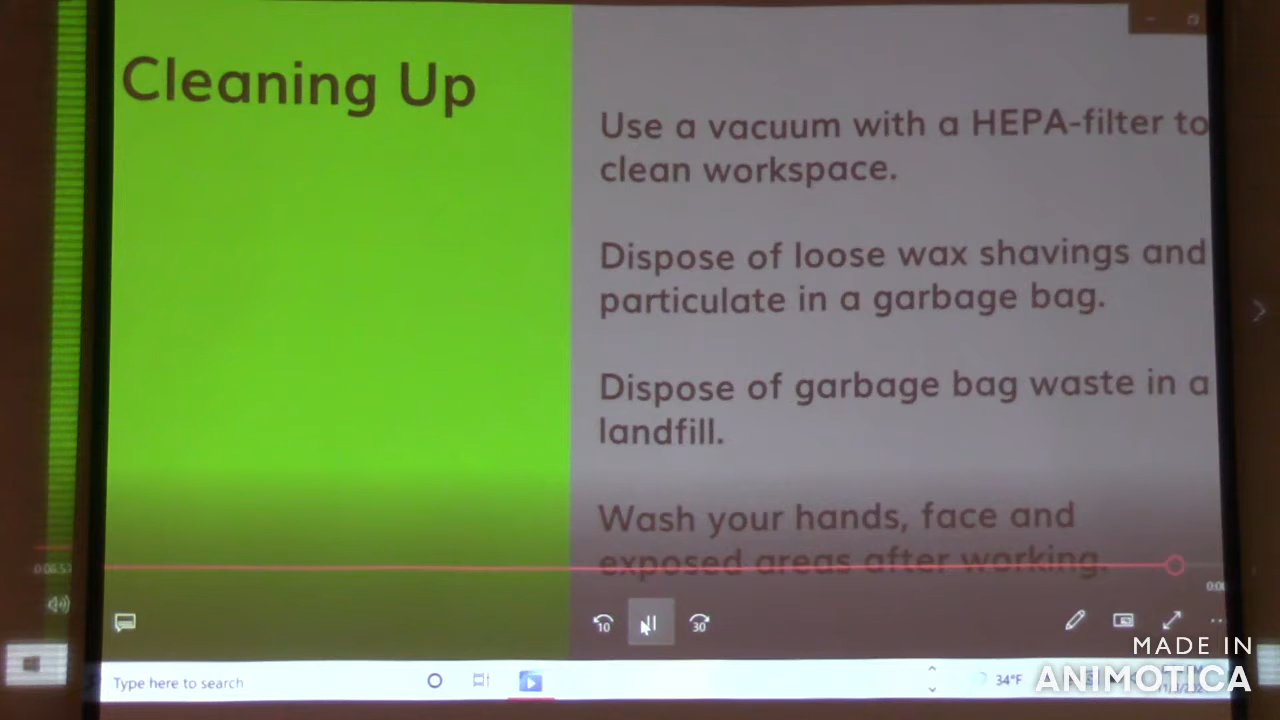 Cleaning Up
Use a vacuum with a HEPA-filter to
clean workspace.
Dispose of loose wax shavings and
particulate in a garbage bag.
Dispose of garbage bag waste in a
landfill.
Wash your hands, face and
exposed areas after working.
10
30
Type here to search
34°F
MADE IN
ANIMOTICA